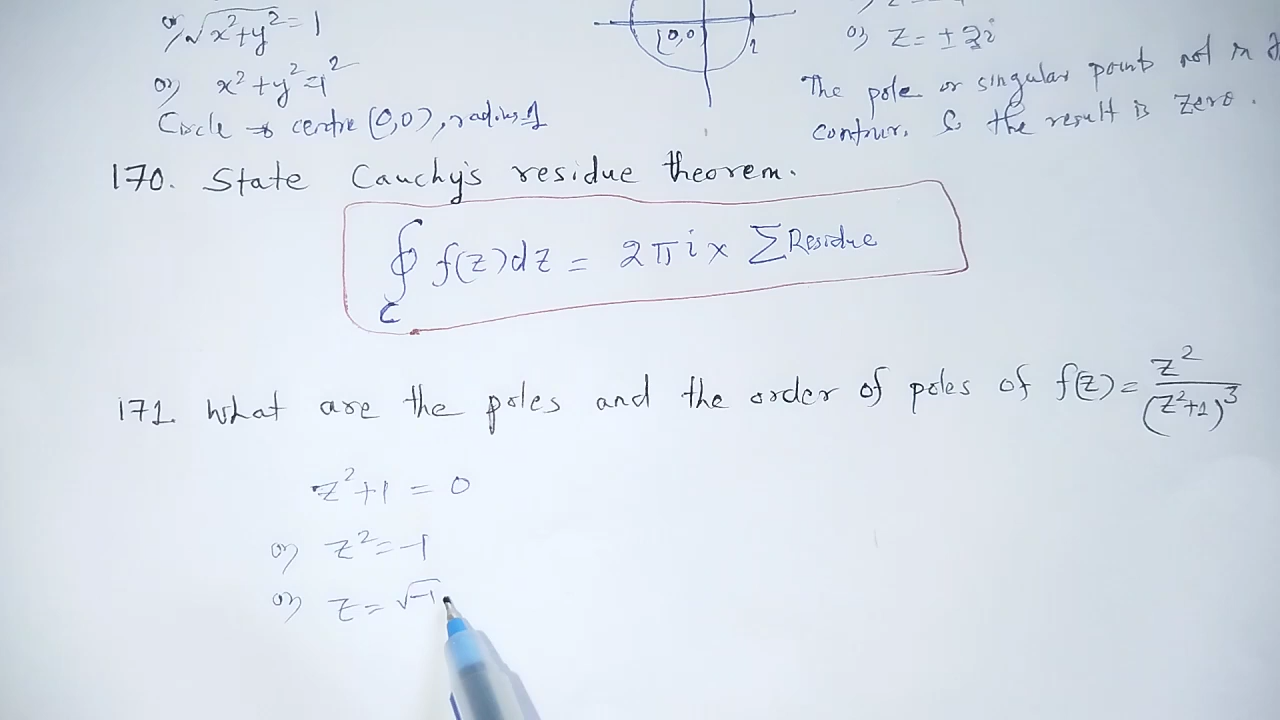 or √x²+y² = 1
or x²+y²=1²
Circle → centre (0,0), radius 1
(0,0)
1
or z = ±2i
The pole or singular point not in
contour. So the result is zero.
170. State Cauchy's residue theorem.
∮_C f(z)dz = 2πi × ΣResidue
171. What are the poles and the order of poles of f(z) = z²/(z²+1)³
z²+1 = 0
or z² = -1
or z = √-1